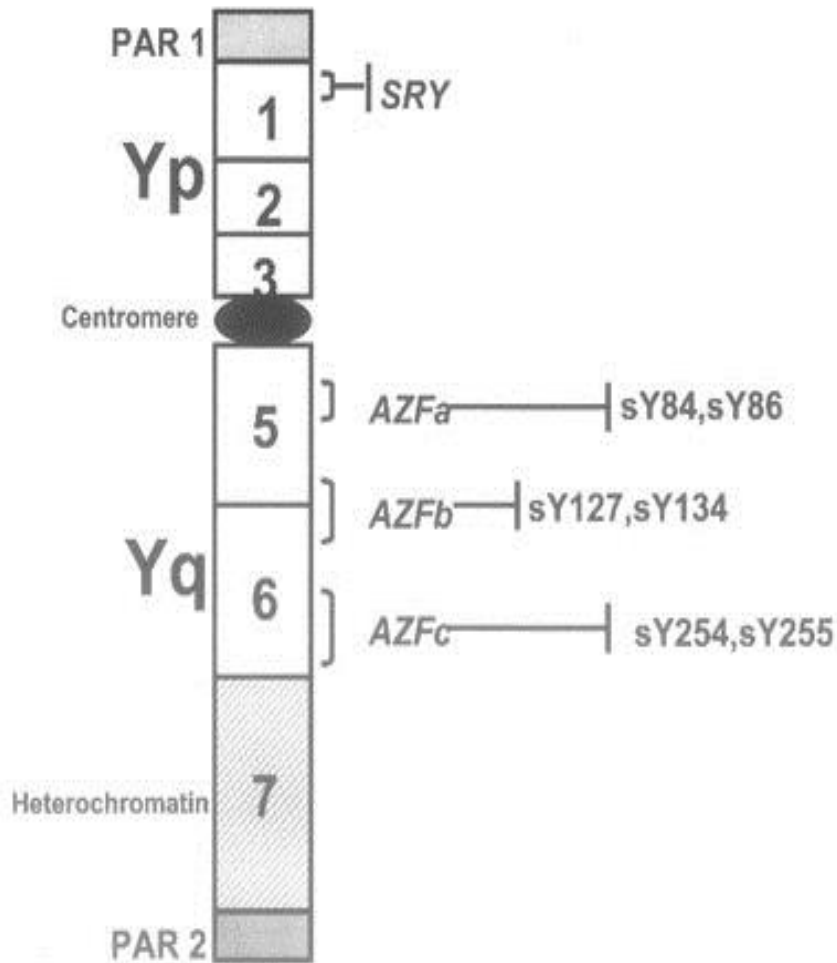 PAR 1
1
SRY
Yp
2
3
Centromere
5
AZFa
sY84,sY86
AZFb
sY127,sY134
Yq
6
AZFc
sY254,sY255
7
Heterochromatin
PAR 2